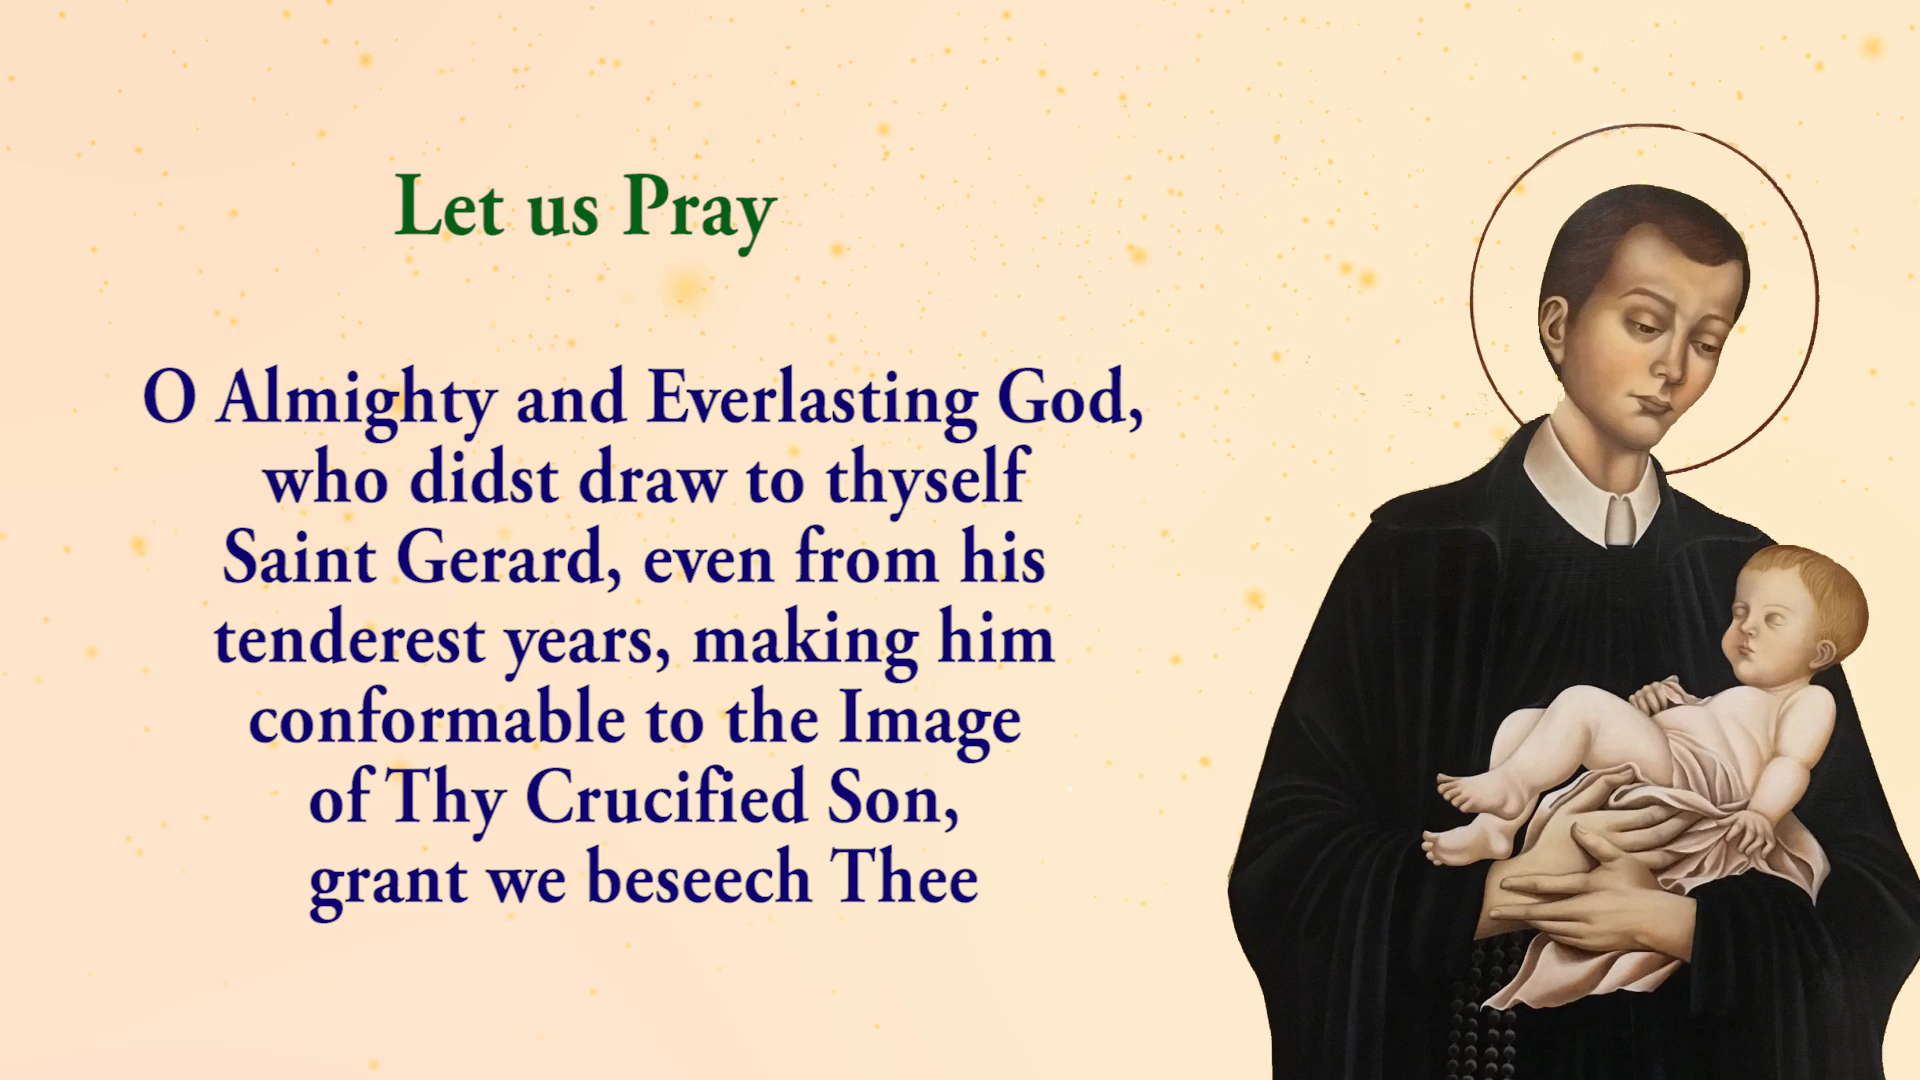 Let us Pray
O Almighty and Everlasting God,
who didst draw to thyself
Saint Gerard, even from his
tenderest years, making him
conformable to the Image
of Thy Crucified Son,
grant we beseech Thee